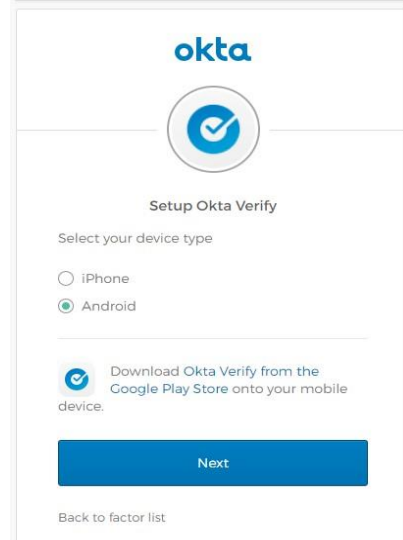 okta
Setup Okta Verify
Select your device type
iPhone
Android
Download Okta Verify from the
Google Play Store onto your mobile
device.
Next
Back to factor list